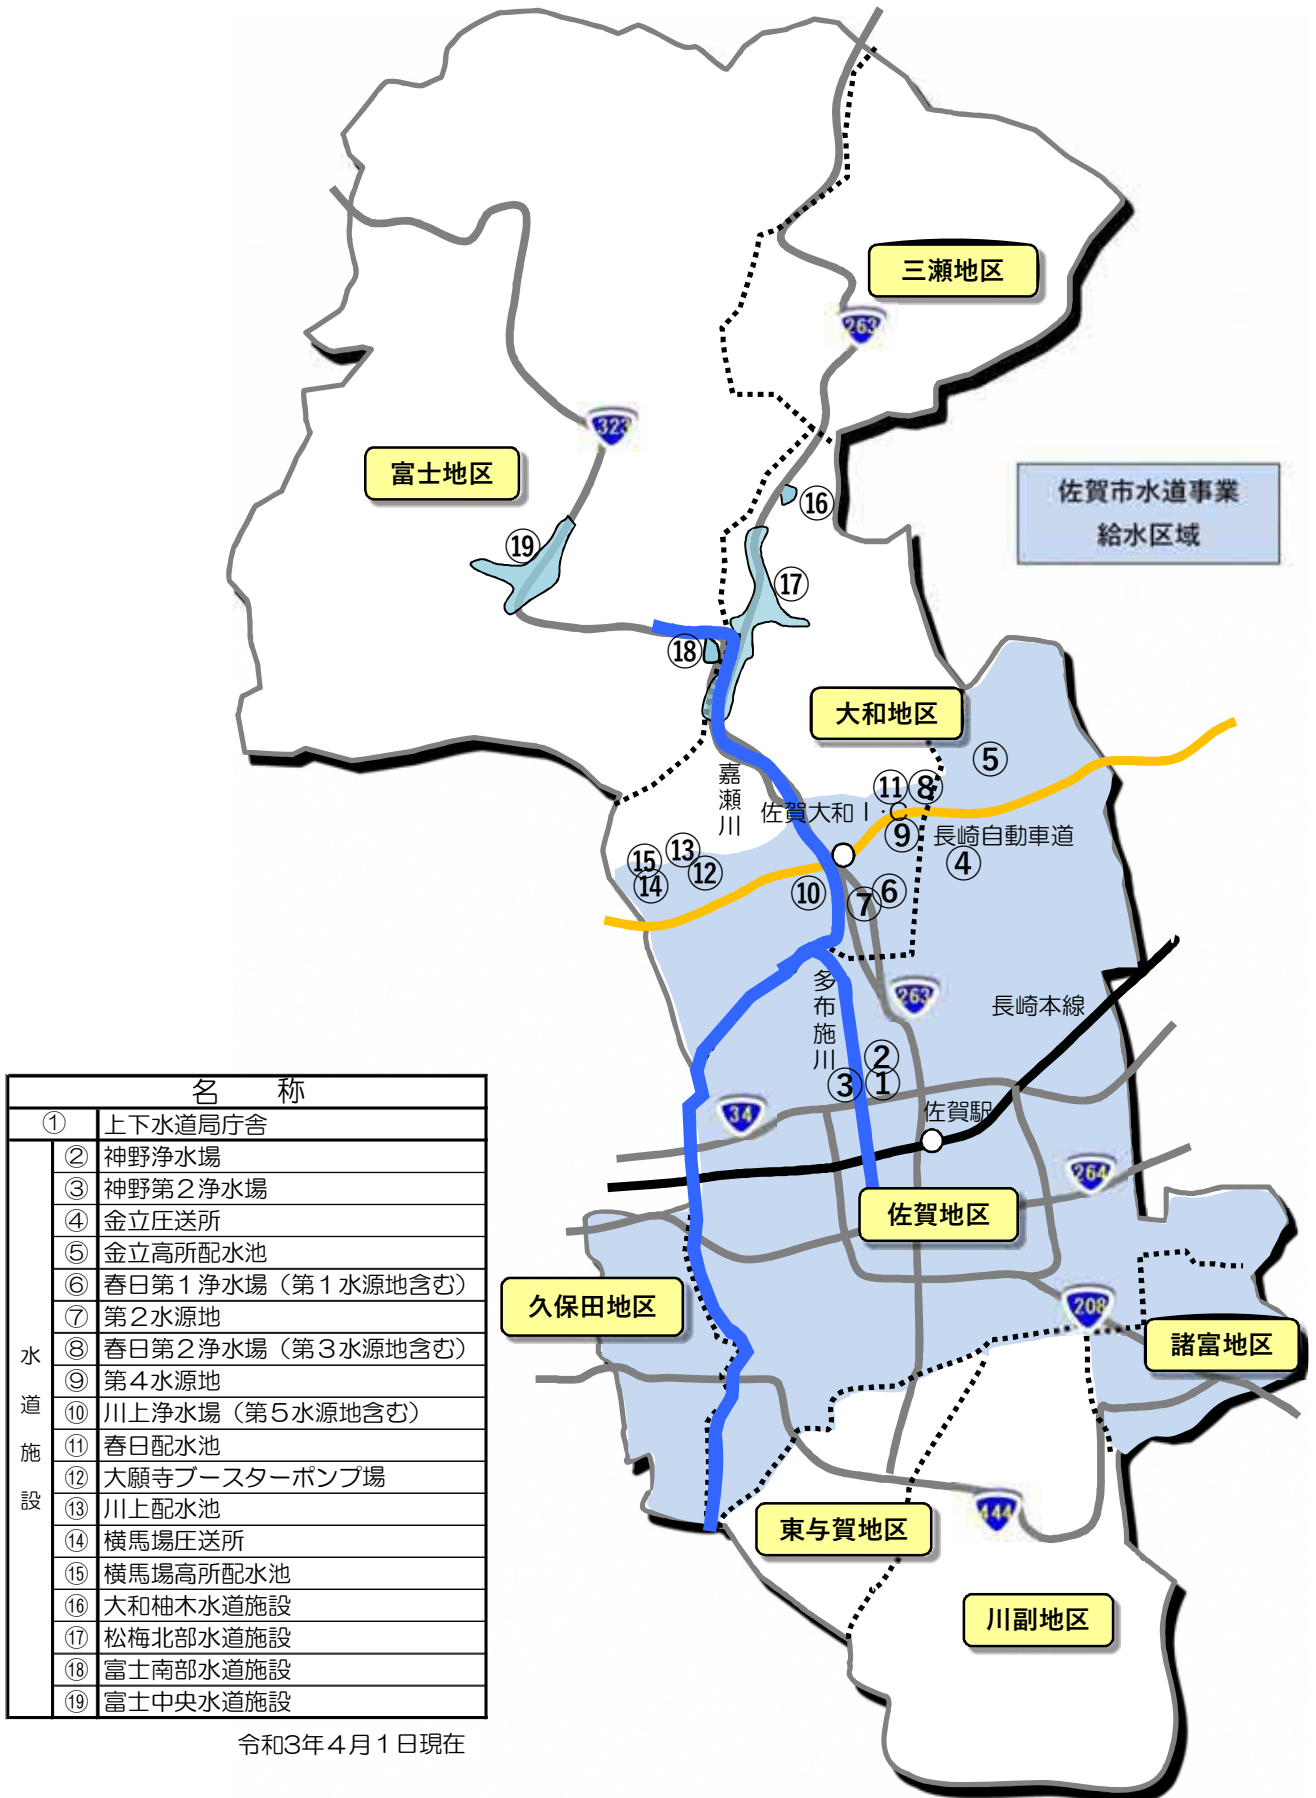 三瀬地区
263
323
富士地区
佐賀市水道事業
給水区域
⑯
⑲
⑰
⑱
大和地区
⑤
嘉瀬川
⑪
⑧
佐賀大和I・C
⑨
長崎自動車道
④
⑬
⑮
⑫
⑭
⑩
⑦
⑥
多布施川
263
長崎本線
②
③
①
34
佐賀駅
264
佐賀地区
久保田地区
208
諸富地区
東与賀地区
444
川副地区
名 称
① 上下水道局庁舎
水道施設
② 神野浄水場
③ 神野第２浄水場
④ 金立圧送所
⑤ 金立高所配水池
⑥ 春日第１浄水場（第１水源地含む）
⑦ 第２水源地
⑧ 春日第２浄水場（第３水源地含む）
⑨ 第４水源地
⑩ 川上浄水場（第５水源地含む）
⑪ 春日配水池
⑫ 大願寺ブースターポンプ場
⑬ 川上配水池
⑭ 横馬場圧送所
⑮ 横馬場高所配水池
⑯ 大和柚木水道施設
⑰ 松梅北部水道施設
⑱ 富士南部水道施設
⑲ 富士中央水道施設
令和3年４月１日現在